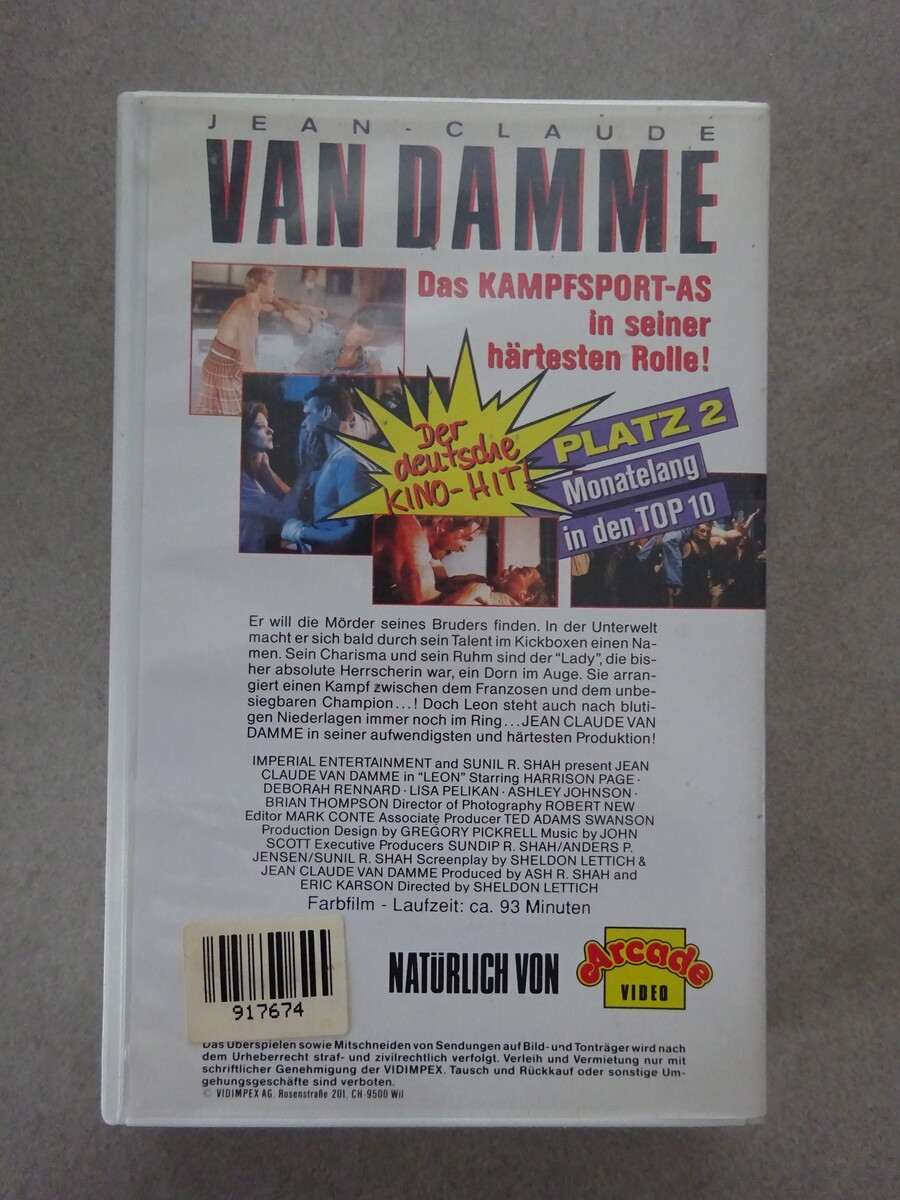 JEAN-CLAUDE
VAN DAMME
Das KAMPFSPORT-AS
in seiner
härtesten Rolle!
Der
deutsche
KINO-HIT!
PLATZ 2
Monatelang
in den TOP 10
Er will die Mörder seines Bruders finden. In der Unterwelt
macht er sich bald durch sein Talent im Kickboxen einen Na-
men. Sein Charisma und sein Ruhm sind der “Lady”, die bis-
her absolute Herrscherin war, ein Dorn im Auge. Sie arran-
giert einen Kampf zwischen dem Franzosen und dem unbe-
siegbaren Champion...! Doch Leon steht auch nach bluti-
gen Niederlagen immer noch im Ring...JEAN CLAUDE VAN
DAMME in seiner aufwendigsten und härtesten Produktion!
IMPERIAL ENTERTAINMENT and SUNIL R. SHAH present JEAN
CLAUDE VAN DAMME in “LEON” Starring HARRISON PAGE ·
DEBORAH RENNARD · LISA PELIKAN · ASHLEY JOHNSON ·
BRIAN THOMPSON Director of Photography ROBERT NEW
Editor MARK CONTE Associate Producer TED ADAMS SWANSON
Production Design by GREGORY PICKRELL Music by JOHN
SCOTT Executive Producers SUNDIP R. SHAH/ANDERS P.
JENSEN/SUNIL R. SHAH Screenplay by SHELDON LETTICH &
JEAN CLAUDE VAN DAMME Produced by ASH R. SHAH and
ERIC KARSON Directed by SHELDON LETTICH
Farbfilm - Laufzeit: ca. 93 Minuten
NATÜRLICH VON
Arcade
VIDEO
917674
Das Überspielen sowie Mitschneiden von Sendungen auf Bild- und Tonträger wird nach
dem Urheberrecht straf- und zivilrechtlich verfolgt. Verleih und Vermietung nur mit
schriftlicher Genehmigung der VIDIMPEX. Tausch und Rückkauf oder sonstige Um-
gehungsgeschäfte sind verboten.
© VIDIMPEX AG, Rosenstraße 201, CH-9500 Wil